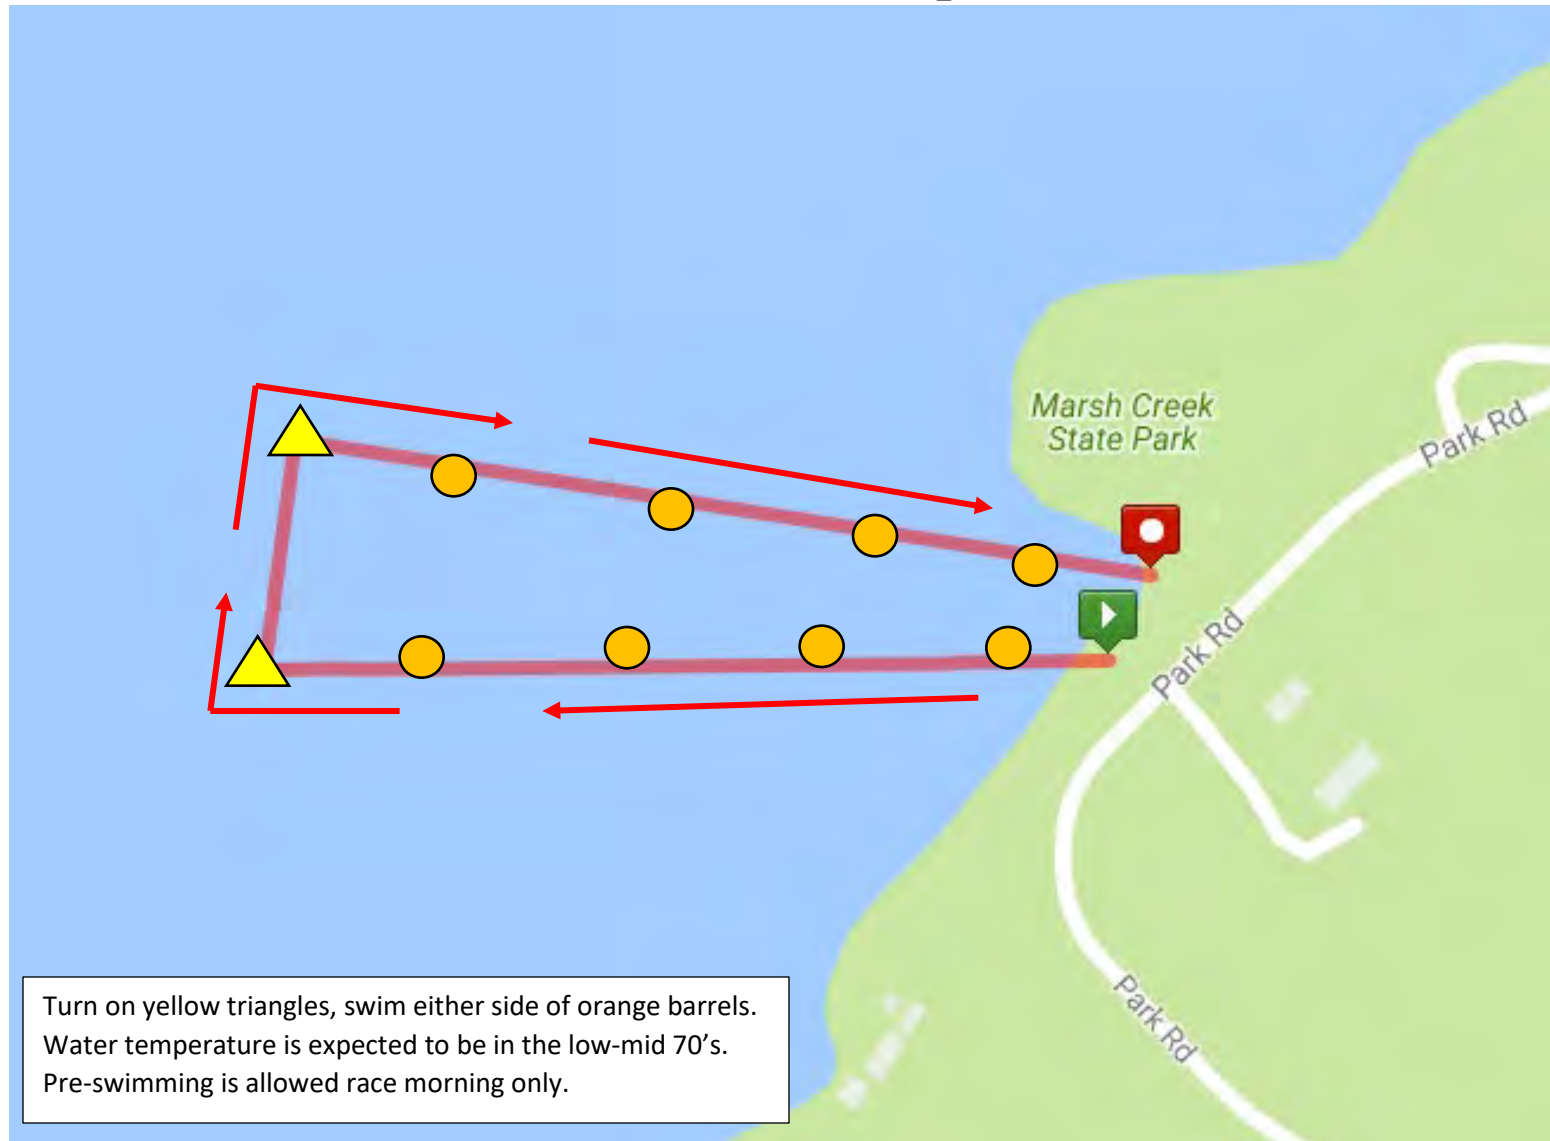 Marsh Creek
State Park
Park Rd
Park Rd
Park Rd
Turn on yellow triangles, swim either side of orange barrels.
Water temperature is expected to be in the low-mid 70’s.
Pre-swimming is allowed race morning only.